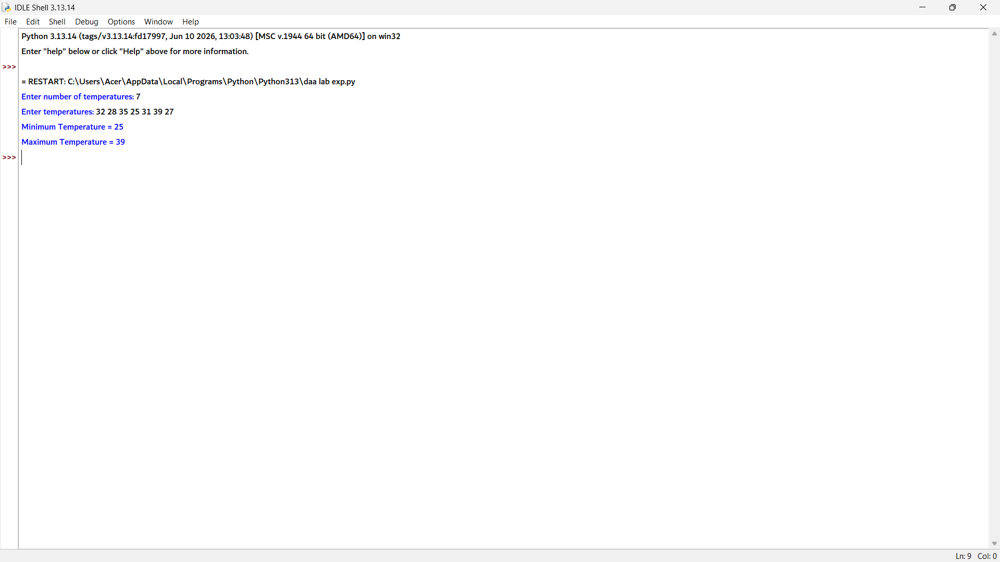 IDLE Shell 3.13.14
File Edit Shell Debug Options Window Help
Python 3.13.14 (tags/v3.13.14:fd17997, Jun 10 2026, 13:03:48) [MSC v.1944 64 bit (AMD64)] on win32
Enter "help" below or click "Help" above for more information.
>>>
= RESTART: C:\Users\Acer\AppData\Local\Programs\Python\Python313\daa lab exp.py
Enter number of temperatures: 7
Enter temperatures: 32 28 35 25 31 39 27
Minimum Temperature = 25
Maximum Temperature = 39
>>>
Ln: 9 Col: 0